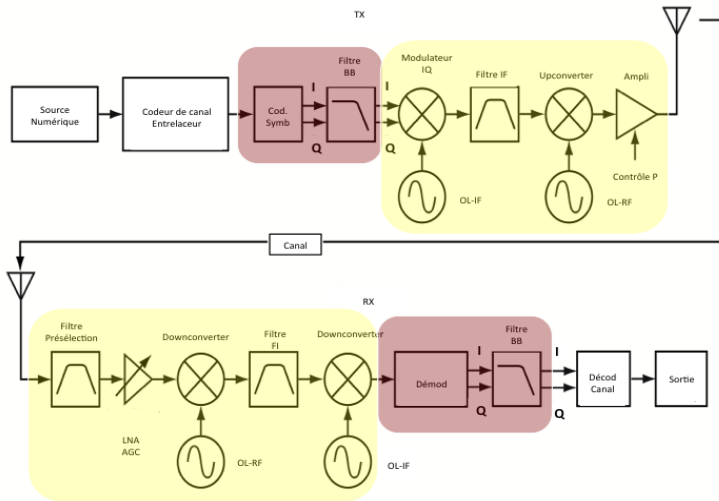 TX
Source
Numérique
Codeur de canal
Entrelaceur
Cod.
Symb
I
Q
Filtre
BB
I
Q
Modulateur
IQ
OL-IF
Filtre IF
Upconverter
OL-RF
Ampli
Contrôle P
Canal
RX
Filtre
Présélection
LNA
AGC
Downconverter
OL-RF
Filtre
FI
Downconverter
OL-IF
Démod
I
Q
Filtre
BB
I
Q
Décod
Canal
Sortie